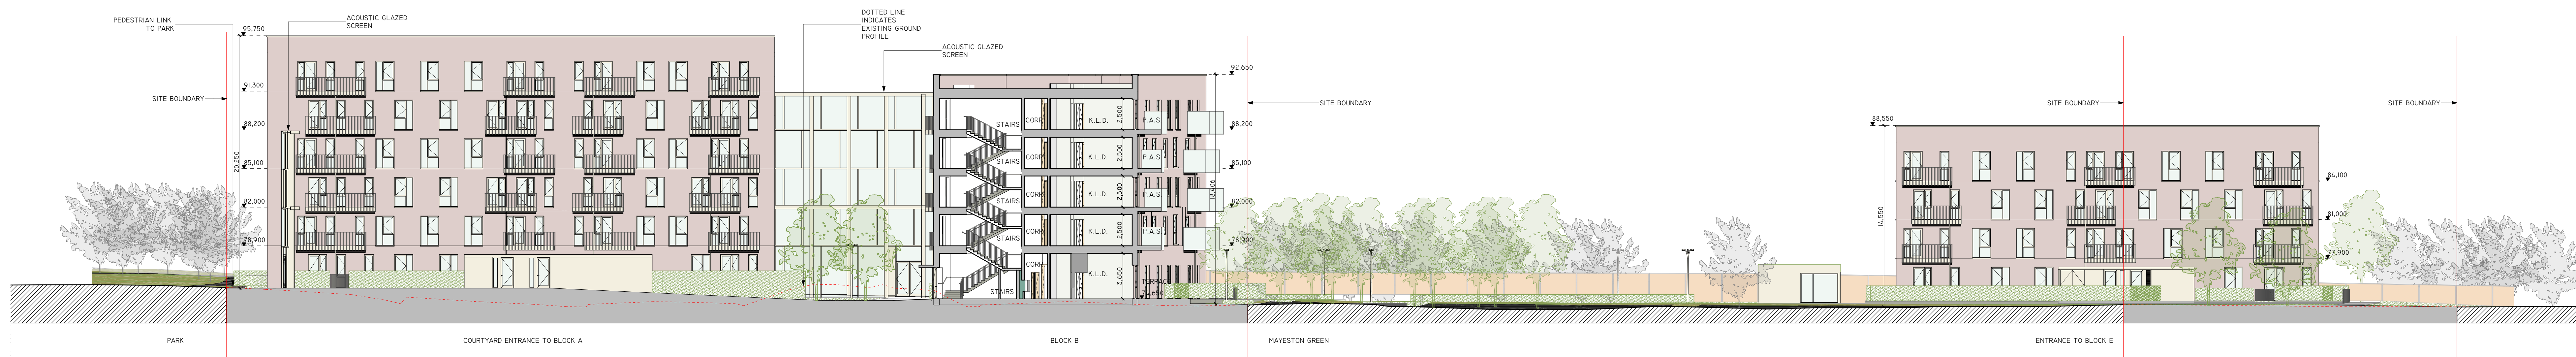 PEDESTRIAN LINK
TO PARK
95,750
ACOUSTIC GLAZED
SCREEN
DOTTED LINE
INDICATES
EXISTING GROUND
PROFILE
ACOUSTIC GLAZED
SCREEN
SITE BOUNDARY
91,300
88,200
20,250
85,100
82,000
78,900
92,650
88,200
85,100
82,000
78,900
18,406
STAIRS
CORR.
K.L.D.
2,500
P.A.S.
STAIRS
CORR.
K.L.D.
2,500
P.A.S.
STAIRS
CORR.
K.L.D.
2,500
P.A.S.
STAIRS
CORR.
K.L.D.
2,500
P.A.S.
STAIRS
CORR.
K.L.D.
3,650
TERRACE
74,650
SITE BOUNDARY
SITE BOUNDARY
SITE BOUNDARY
88,550
14,550
84,100
81,000
77,900
PARK
COURTYARD ENTRANCE TO BLOCK A
BLOCK B
MAYESTON GREEN
ENTRANCE TO BLOCK E